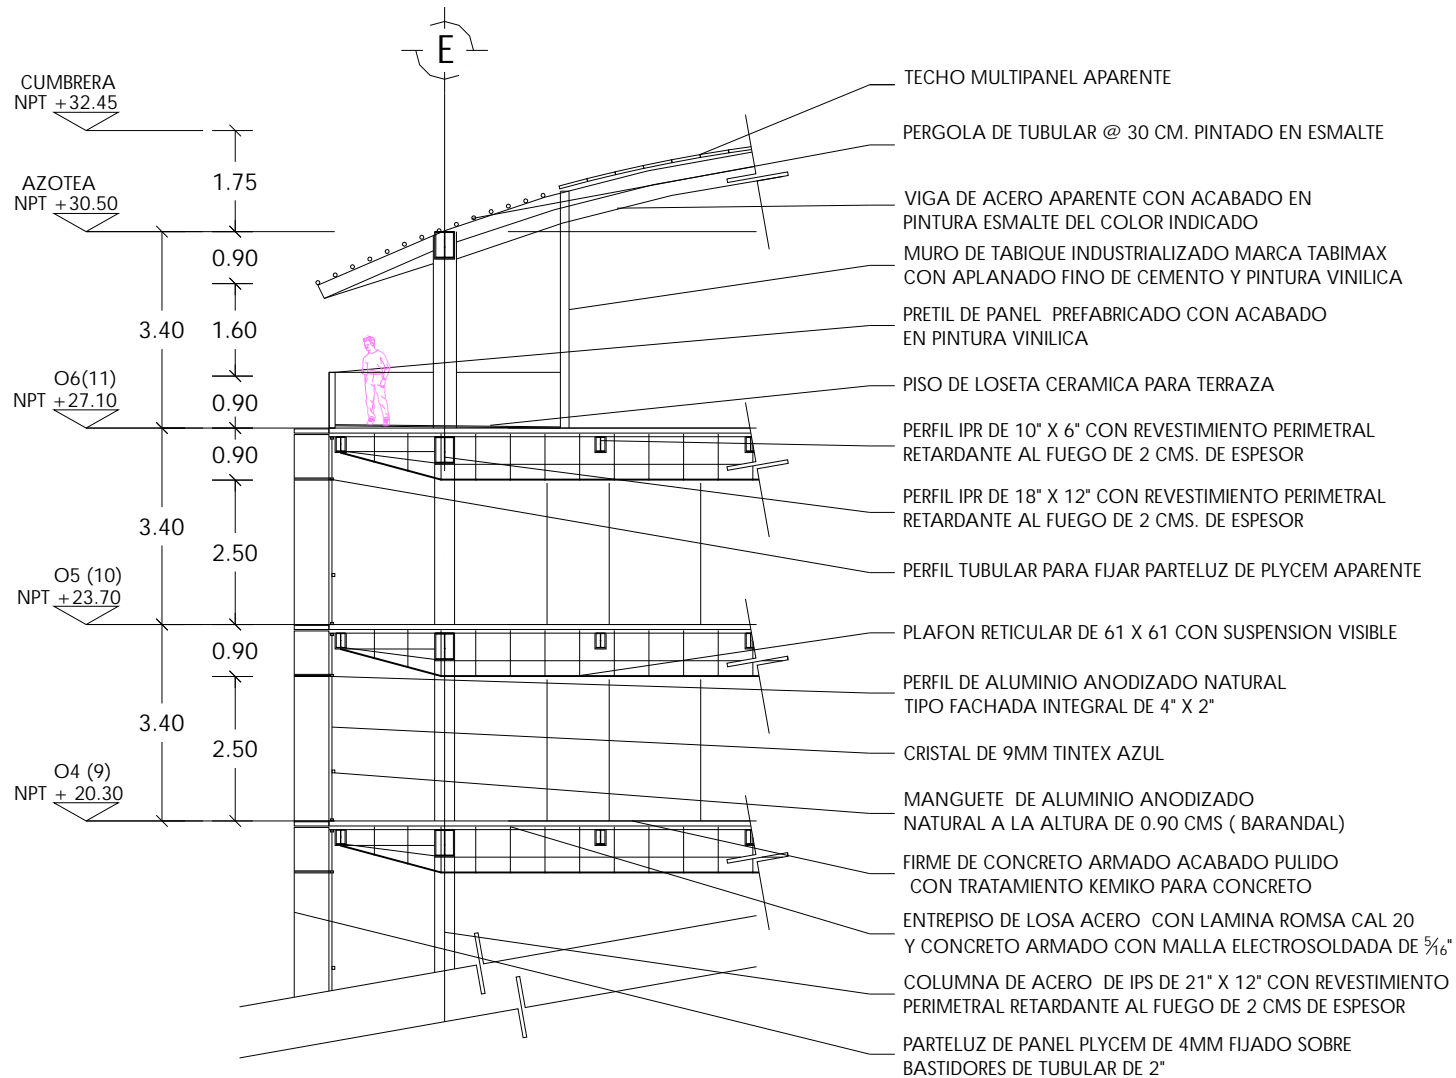 E
CUMBRERA
NPT +32.45
1.75
AZOTEA
NPT +30.50
0.90
3.40
1.60
O6(11)
NPT +27.10
0.90
0.90
3.40
2.50
O5 (10)
NPT +23.70
0.90
3.40
2.50
O4 (9)
NPT + 20.30
TECHO MULTIPANEL APARENTE
PERGOLA DE TUBULAR @ 30 CM. PINTADO EN ESMALTE
VIGA DE ACERO APARENTE CON ACABADO EN
PINTURA ESMALTE DEL COLOR INDICADO
MURO DE TABIQUE INDUSTRIALIZADO MARCA TABIMAX
CON APLANADO FINO DE CEMENTO Y PINTURA VINILICA
PRETIL DE PANEL PREFABRICADO CON ACABADO
EN PINTURA VINILICA
PISO DE LOSETA CERAMICA PARA TERRAZA
PERFIL IPR DE 10" X 6" CON REVESTIMIENTO PERIMETRAL
RETARDANTE AL FUEGO DE 2 CMS. DE ESPESOR
PERFIL IPR DE 18" X 12" CON REVESTIMIENTO PERIMETRAL
RETARDANTE AL FUEGO DE 2 CMS. DE ESPESOR
PERFIL TUBULAR PARA FIJAR PARTELUZ DE PLYCEM APARENTE
PLAFON RETICULAR DE 61 X 61 CON SUSPENSION VISIBLE
PERFIL DE ALUMINIO ANODIZADO NATURAL
TIPO FACHADA INTEGRAL DE 4" X 2"
CRISTAL DE 9MM TINTEX AZUL
MANGUETE DE ALUMINIO ANODIZADO
NATURAL A LA ALTURA DE 0.90 CMS ( BARANDAL)
FIRME DE CONCRETO ARMADO ACABADO PULIDO
CON TRATAMIENTO KEMIKO PARA CONCRETO
ENTREPISO DE LOSA ACERO CON LAMINA ROMSA CAL 20
Y CONCRETO ARMADO CON MALLA ELECTROSOLDADA DE 5/16"
COLUMNA DE ACERO DE IPS DE 21" X 12" CON REVESTIMIENTO
PERIMETRAL RETARDANTE AL FUEGO DE 2 CMS DE ESPESOR
PARTELUZ DE PANEL PLYCEM DE 4MM FIJADO SOBRE
BASTIDORES DE TUBULAR DE 2"